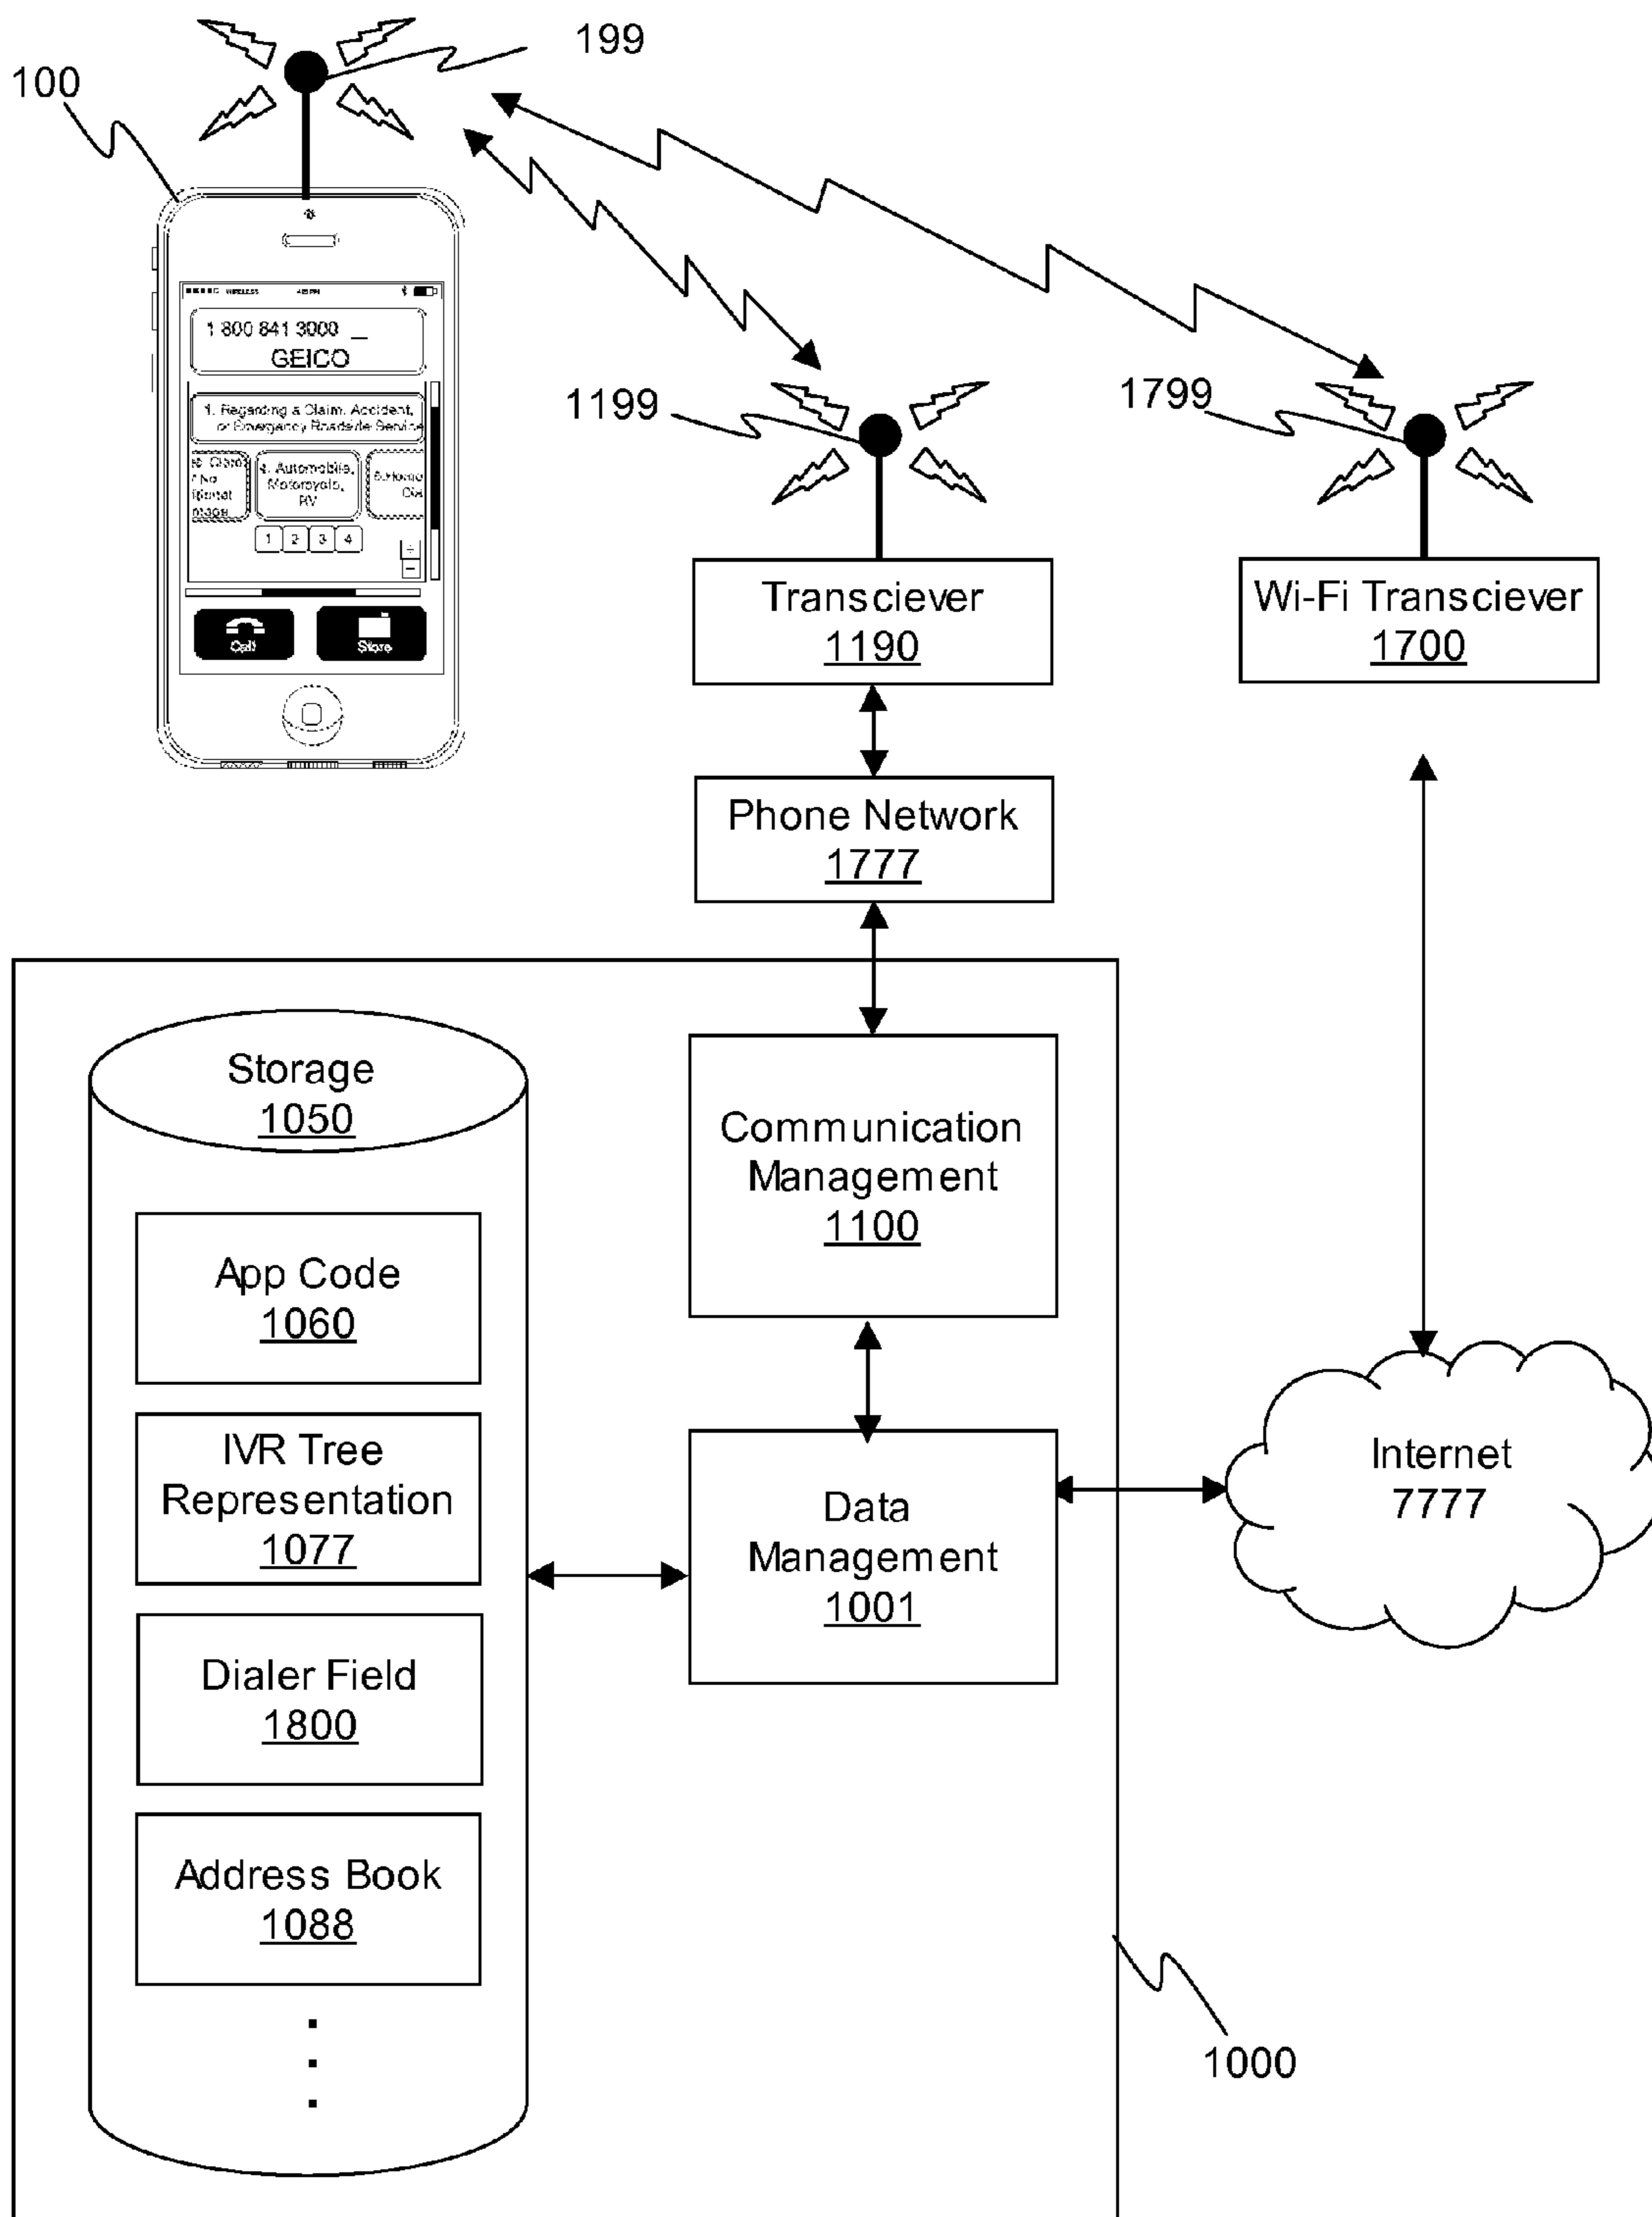 199
100
WIRELESS
1 800 841 3000 _
GEICO
1. Regarding a Claim, Accident,
or Emergency Roadside Service
4. Automobile,
Motorcycle,
RV
1 2 3 4
+
−
Call
Store
1199
1799
Transciever
1190
Wi-Fi Transciever
1700
Phone Network
1777
Storage
1050
Communication
Management
1100
App Code
1060
IVR Tree
Representation
1077
Data
Management
1001
Internet
7777
Dialer Field
1800
Address Book
1088
1000